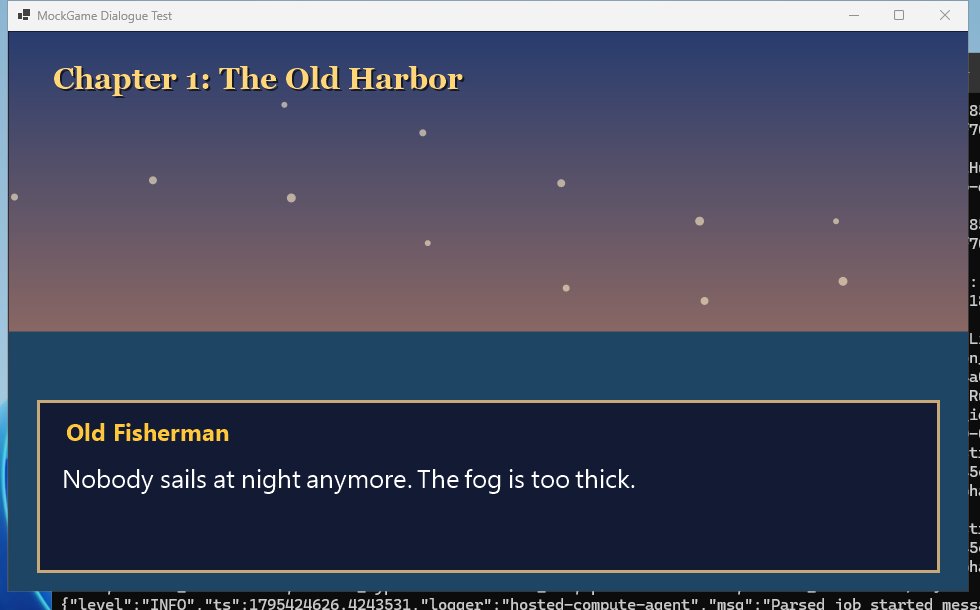 MockGame Dialogue Test
Chapter 1: The Old Harbor
Old Fisherman
Nobody sails at night anymore. The fog is too thick.
{"level":"INFO","ts":1795424626.4243531,"logger":"hosted-compute-agent","msg":"Parsed job started mes